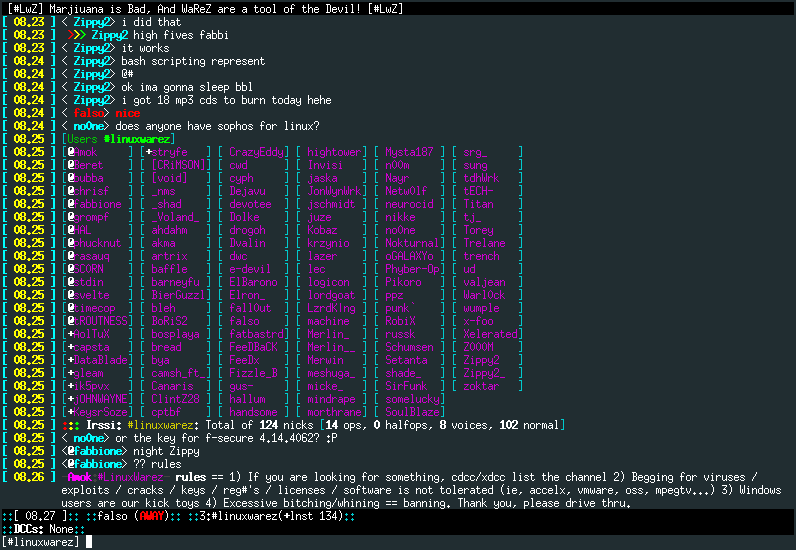 [#LwZ] Marjiuana is Bad, And WaReZ are a tool of the Devil! [#LwZ]
[ 08.23 ] < Zippy2> i did that
[ 08.23 ] >>> Zippy2 high fives fabbi
[ 08.23 ] < Zippy2> it works
[ 08.24 ] < Zippy2> bash scripting represent
[ 08.24 ] < Zippy2> @#
[ 08.24 ] < Zippy2> ok ima gonna sleep bbl
[ 08.24 ] < Zippy2> i got 18 mp3 cds to burn today hehe
[ 08.24 ] < falso> nice
[ 08.24 ] < no0ne> does anyone have sophos for linux?
[ 08.25 ] [Users #linuxwarez]
[ 08.25 ] [@Amok ] [+stryfe ] [ CrazyEddy] [ hightower] [ Mystal87 ] [ srg_ ]
[ 08.25 ] [@Beret ] [ [CRiMSON] ] [ cwd ] [ Invisi ] [ n00m ] [ sung ]
[ 08.25 ] [@bubba ] [ [void] ] [ cyph ] [ jaska ] [ Nayr ] [ tdhWrk ]
[ 08.25 ] [@chrisf ] [ _nms ] [ Dejavu ] [ JonWynWrk] [ NetwOlf ] [ tECH- ]
[ 08.25 ] [@fabbione ] [ _shad ] [ devotee ] [ jschmidt ] [ neurocid ] [ Titan ]
[ 08.25 ] [@grompf ] [ _Voland_ ] [ Dolke ] [ juze ] [ nikke ] [ tj_ ]
[ 08.25 ] [@HAL ] [ ahdahm ] [ drogoh ] [ Kobaz ] [ no0ne ] [ Torey ]
[ 08.25 ] [@phucknut ] [ akma ] [ Dvalin ] [ krzynio ] [ Nokturnal] [ Trelane ]
[ 08.25 ] [@rasauq ] [ artrix ] [ dwc ] [ lazer ] [ oGALAXYo ] [ trench ]
[ 08.25 ] [@SCORN ] [ baffle ] [ e-devil ] [ lec ] [ Phyber-Op] [ ud ]
[ 08.25 ] [@stdin ] [ barneyfu ] [ ElBarono ] [ logicon ] [ Pikoro ] [ valjean ]
[ 08.25 ] [@svelte ] [ BierGuzzl] [ Elron_ ] [ lordgoat ] [ ppz ] [ WarlOck ]
[ 08.25 ] [@timecop ] [ bleh ] [ fallOut ] [ LzrdKlng ] [ punk` ] [ wumple ]
[ 08.25 ] [@tROUTNESS] [ BoRiS2 ] [ falso ] [ machine ] [ RobiX ] [ x-foo ]
[ 08.25 ] [+AolTuX ] [ bosplaya ] [ fatbastrd] [ Merlin_ ] [ russk ] [ Xelerated]
[ 08.25 ] [+capsta ] [ bread ] [ FeeDBaCK ] [ Merlin__ ] [ Schumsen ] [ ZOOOM ]
[ 08.25 ] [+DataBlade] [ bya ] [ feeDx ] [ Merwin ] [ Setanta ] [ Zippy2 ]
[ 08.25 ] [+gleam ] [ camsh_ft_] [ Fizzle_B ] [ meshuga_ ] [ shade_ ] [ Zippy2_ ]
[ 08.25 ] [+lk5pvx ] [ Canaris ] [ gus- ] [ micke_ ] [ SirFunk ] [ zoktar ]
[ 08.25 ] [+jOHNWAYNE] [ ClintZ28 ] [ hallum ] [ mindrape ] [ somelucky]
[ 08.25 ] [+KeysrSoze] [ cptbf ] [ handsome ] [ morthrane] [ SoulBlaze]
[ 08.25 ] ::: Irssi: #linuxwarez: Total of 124 nicks [14 ops, 0 halfops, 8 voices, 102 normal]
[ 08.25 ] < no0ne> or the key for f-secure 4.14.4062? :P
[ 08.25 ] <@fabbione> night Zippy
[ 08.25 ] <@fabbione> ?? rules
[ 08.26 ] -Amok:#LinuxWarez- rules == 1) If you are looking for something, cdcc/xdcc list the channel 2) Begging for viruses /
exploits / cracks / keys / reg#'s / licenses / software is not tolerated (ie, accelx, vmware, oss, mpegtv...) 3) Windows
users are our kick toys 4) Excessive bitching/whining == banning. Thank you, please drive thru.
::[ 08.27 ]:: ::falso (AWAY):: ::3:#linuxwarez(+lnst 134)::
::DCCs: None::
[#linuxwarez]